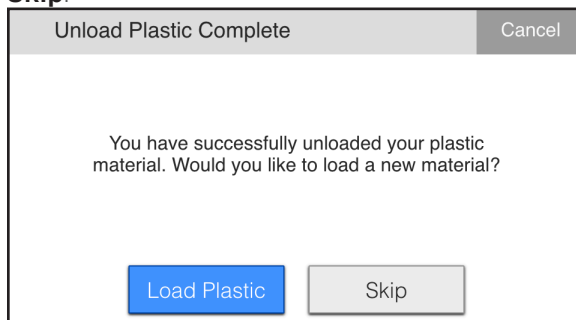 Skip.
Unload Plastic Complete
Cancel
You have successfully unloaded your plastic
material. Would you like to load a new material?
Load Plastic
Skip